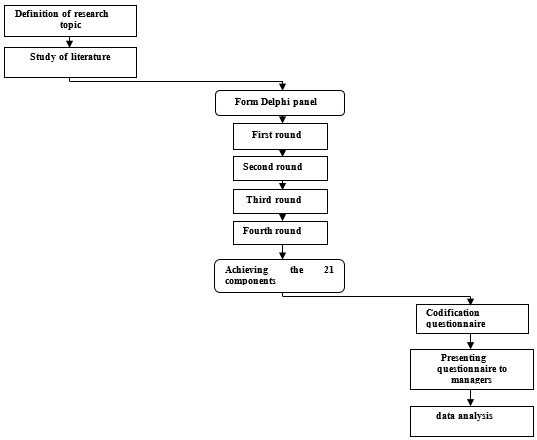 Definition of research
topic
Study of literature
Form Delphi panel
First round
Second round
Third round
Fourth round
Achieving the 21
components
Codification
questionnaire
Presenting
questionnaire to
managers
data analysis